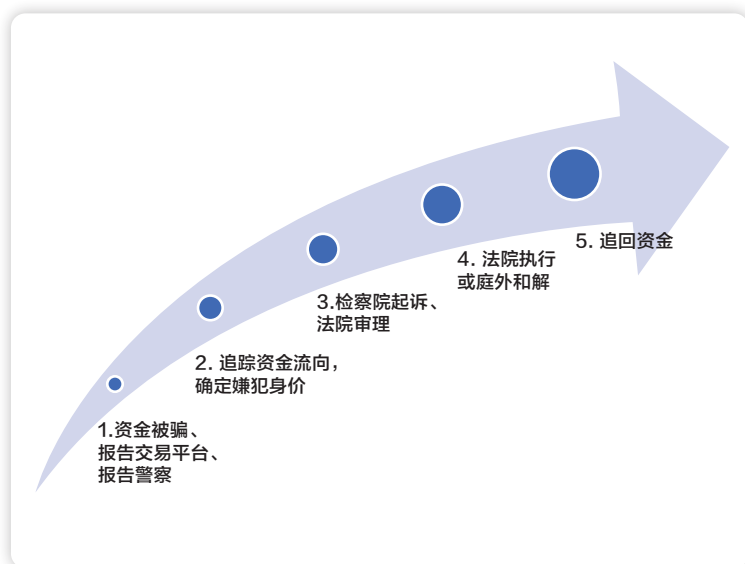 1.资金被骗、
报告交易平台、
报告警察
2. 追踪资金流向，
确定嫌犯身价
3.检察院起诉、
法院审理
4. 法院执行
或庭外和解
5. 追回资金